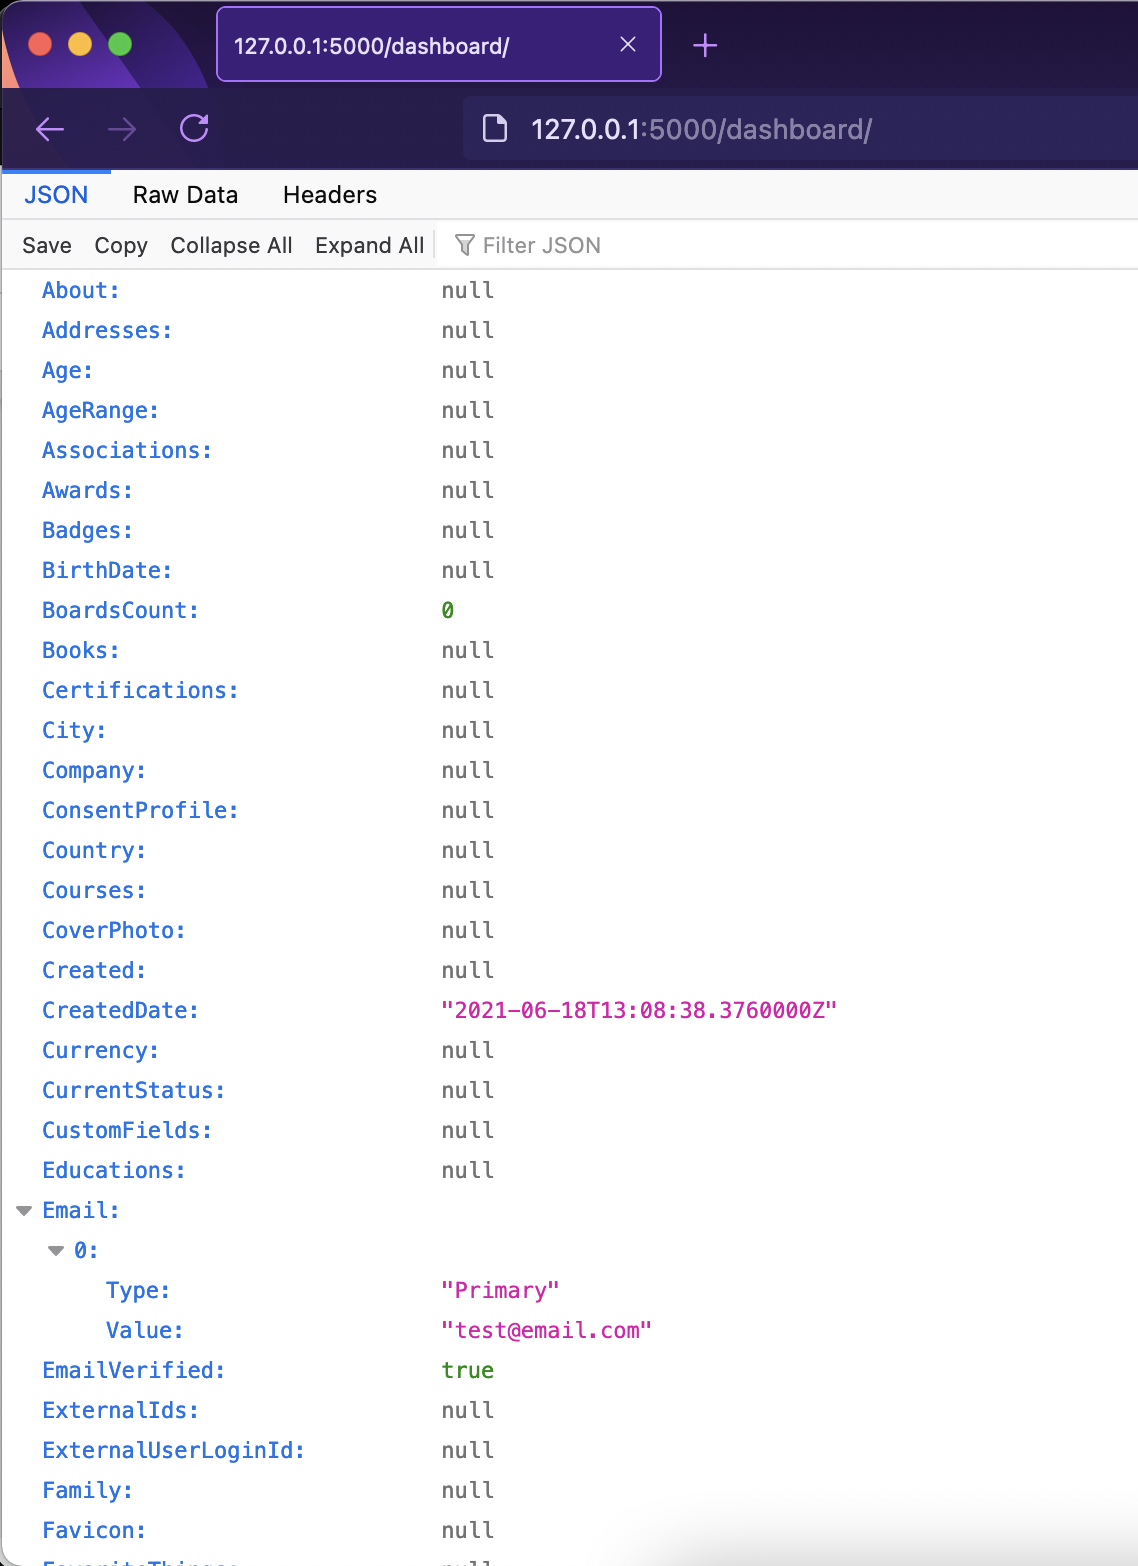 127.0.0.1:5000/dashboard/
127.0.0.1:5000/dashboard/
JSON Raw Data Headers
Save Copy Collapse All Expand All Filter JSON
About: null
Addresses: null
Age: null
AgeRange: null
Associations: null
Awards: null
Badges: null
BirthDate: null
BoardsCount: 0
Books: null
Certifications: null
City: null
Company: null
ConsentProfile: null
Country: null
Courses: null
CoverPhoto: null
Created: null
CreatedDate: "2021-06-18T13:08:38.3760000Z"
Currency: null
CurrentStatus: null
CustomFields: null
Educations: null
Email:
0:
Type: "Primary"
Value: "test@email.com"
EmailVerified: true
ExternalIds: null
ExternalUserLoginId: null
Family: null
Favicon: null
FavoriteThings: null